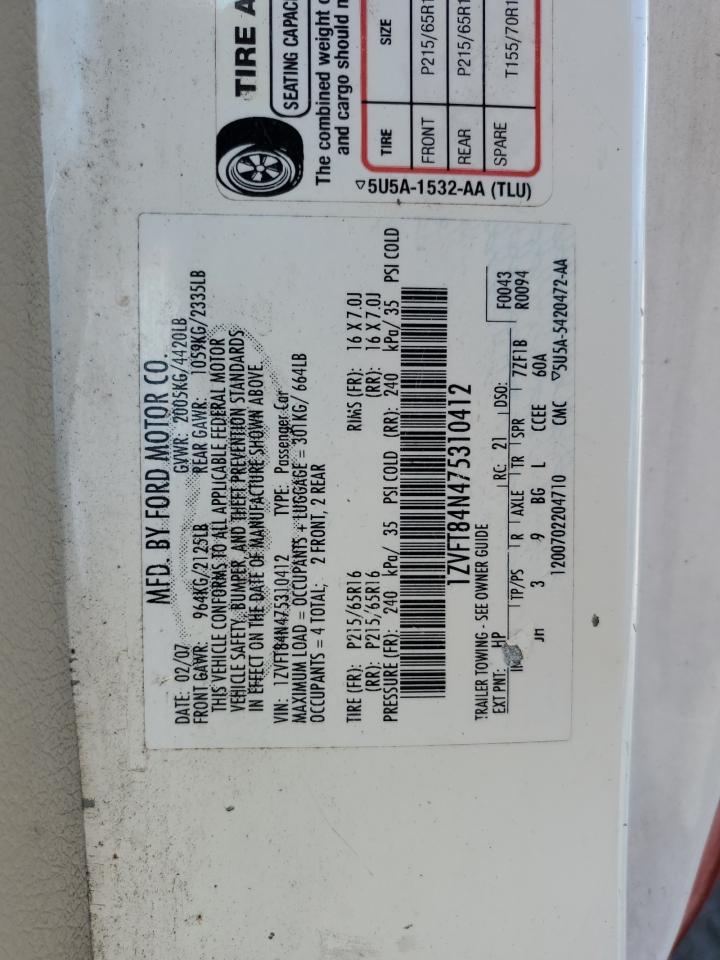 TIRE A
SEATING CAPAC
The combined weight o
and cargo should n
TIRE SIZE
FRONT P215/65R1
REAR P215/65R1
SPARE T155/70R1
5U5A-1532-AA (TLU)
MFD. BY FORD MOTOR CO.
DATE: 02/07 GVWR: 2005KG/4420LB
FRONT GAWR: 964KG/2125LB REAR GAWR: 1059KG/2335LB
THIS VEHICLE CONFORMS TO ALL APPLICABLE FEDERAL MOTOR
VEHICLE SAFETY, BUMPER AND THEFT PREVENTION STANDARDS
IN EFFECT ON THE DATE OF MANUFACTURE SHOWN ABOVE.
VIN: 1ZVFT84N475310412 TYPE: Passenger Car
MAXIMUM LOAD = OCCUPANTS + LUGGAGE = 301KG/ 664LB
OCCUPANTS = 4 TOTAL; 2 FRONT, 2 REAR
TIRE (FR): P215/65R16 RIMS (FR): 16 X 7.0J
(RR): P215/65R16 (RR): 16 X 7.0J
PRESSURE (FR): 240 kPa/ 35 PSI COLD (RR): 240 kPa/ 35 PSI COLD
1ZVFT84N475310412
TRAILER TOWING - SEE OWNER GUIDE F0043
EXT PNT: HP RC: 21 DSO: R0094
TP/PS R AXLE TR SPR 7ZF1B
JM 3 9 BG L CCEE 60A
1200702204710 CMC 5U5A-5420472-AA